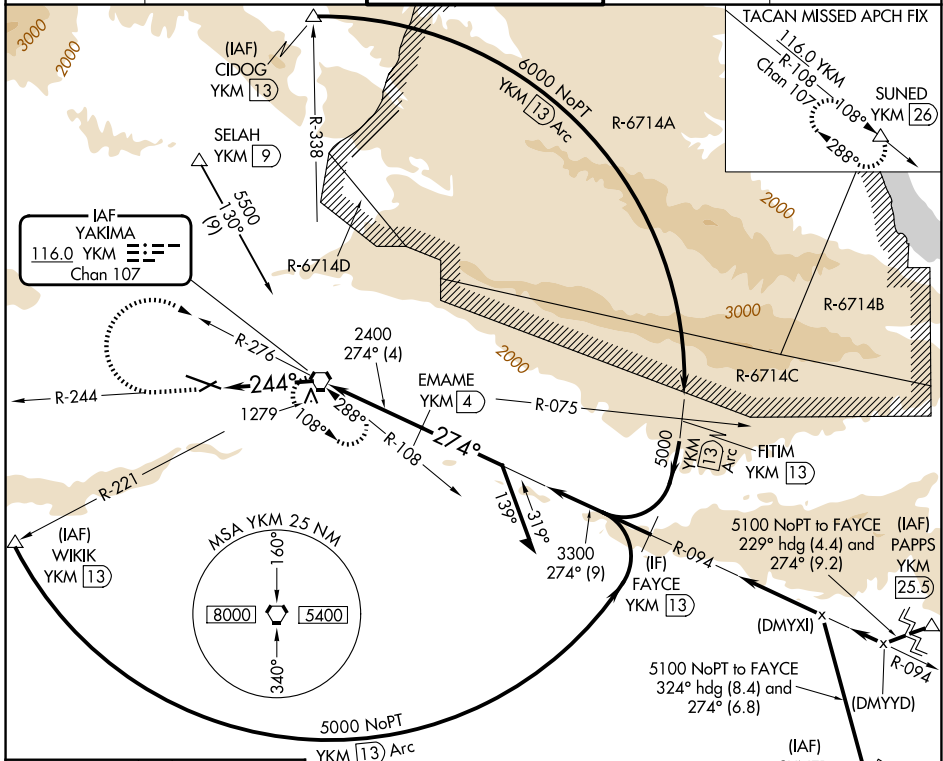 TACAN MISSED APCH FIX
116.0 YKM
R-108
Chan 107
108°
288°
SUNED
YKM 26
3000
2000
(IAF)
CIDOG
YKM 13
6000 NoPT
YKM 13 Arc
R-6714A
R-338
SELAH
YKM 9
5500
130°
(9)
2000
IAF
YAKIMA
116.0 YKM
Chan 107
R-6714D
R-6714B
3000
R-6714C
R-276
2400
274° (4)
2000
EMAME
YKM 4
R-244
244°
1279
288°
108°
R-108
R-075
274°
5000
YKM 13 Arc
FITIM
YKM 13
R-221
139°
319°
(IAF)
WIKIK
YKM 13
MSA YKM 25 NM
160°
8000
5400
340°
3300
274° (9)
(IF)
FAYCE
YKM 13
R-094
5100 NoPT to FAYCE
229° hdg (4.4) and
274° (9.2)
(IAF)
PAPPS
YKM
25.5
(DMYXI)
R-094
(DMYYD)
5100 NoPT to FAYCE
324° hdg (8.4) and
274° (6.8)
5000 NoPT
YKM 13 Arc
(IAF)